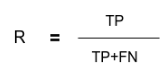 R = TP
TP+FN